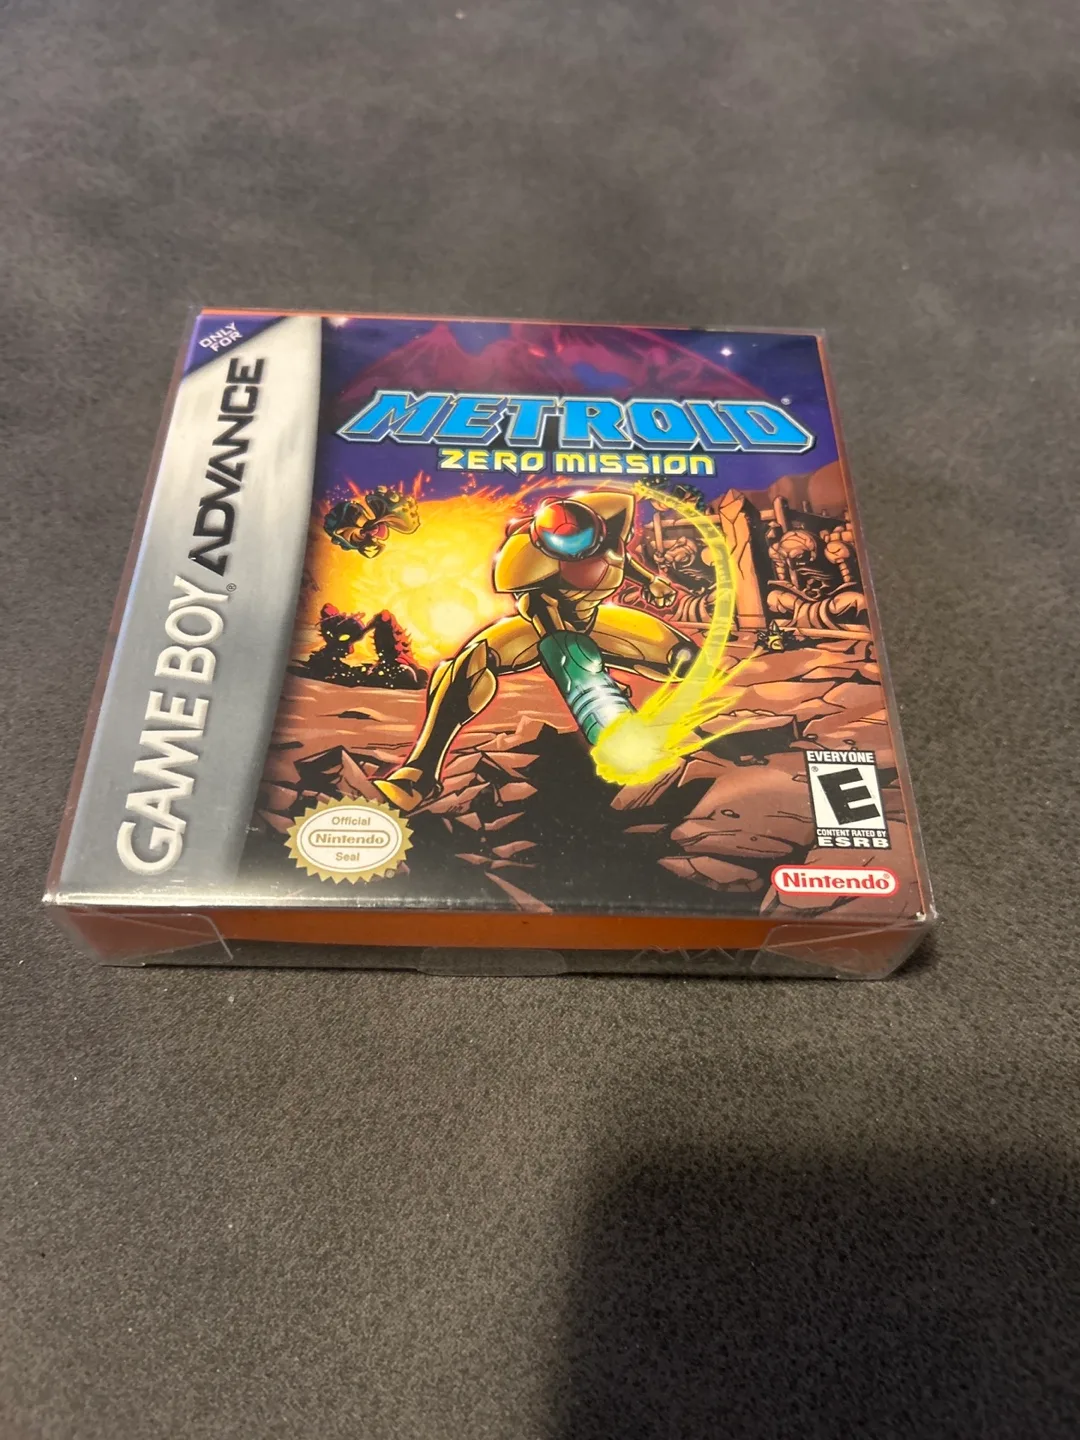 ONLY
FOR
GAME BOY ADVANCE
®
METROID®
ZERO MISSION
Official
Nintendo
Seal
EVERYONE
E
®
CONTENT RATED BY
ESRB
Nintendo®